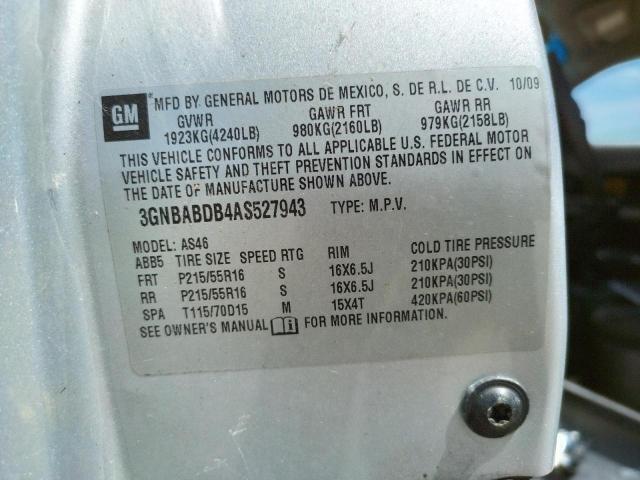 GM
*MFD BY GENERAL MOTORS DE MEXICO, S. DE R.L. DE C.V. 10/09
GVWR GAWR FRT GAWR RR
1923KG(4240LB) 980KG(2160LB) 979KG(2158LB)
THIS VEHICLE CONFORMS TO ALL APPLICABLE U.S. FEDERAL MOTOR
VEHICLE SAFETY AND THEFT PREVENTION STANDARDS IN EFFECT ON
THE DATE OF MANUFACTURE SHOWN ABOVE.
3GNBABDB4AS527943 TYPE: M.P.V.
MODEL: AS46
ABB5 TIRE SIZE SPEED RTG RIM COLD TIRE PRESSURE
FRT P215/55R16 S 16X6.5J 210KPA(30PSI)
RR P215/55R16 S 16X6.5J 210KPA(30PSI)
SPA T115/70D15 M 15X4T 420KPA(60PSI)
SEE OWNER'S MANUAL FOR MORE INFORMATION.